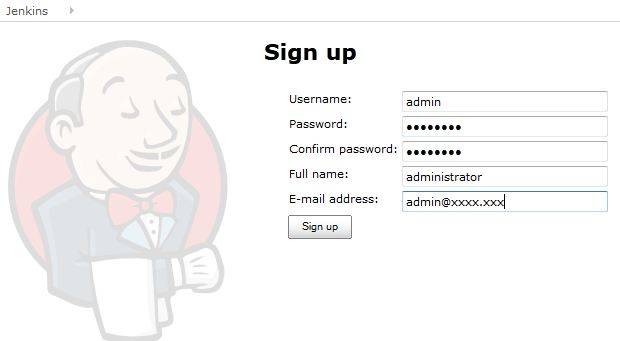 Jenkins
Sign up
Username: admin
Password: ●●●●●●●●
Confirm password: ●●●●●●●●
Full name: administrator
E-mail address: admin@xxxx.xxx
Sign up